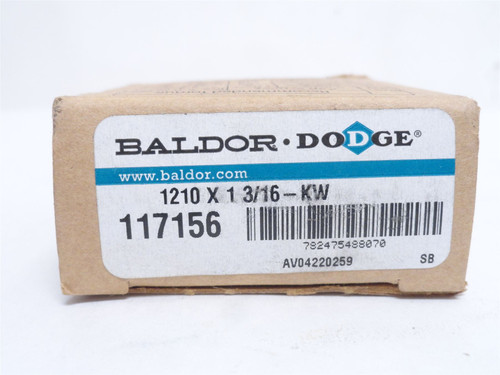 BALDOR · DODGE®
www.baldor.com
1210 X 1 3/16 – KW
117156
782475488070
AV04220259 SB